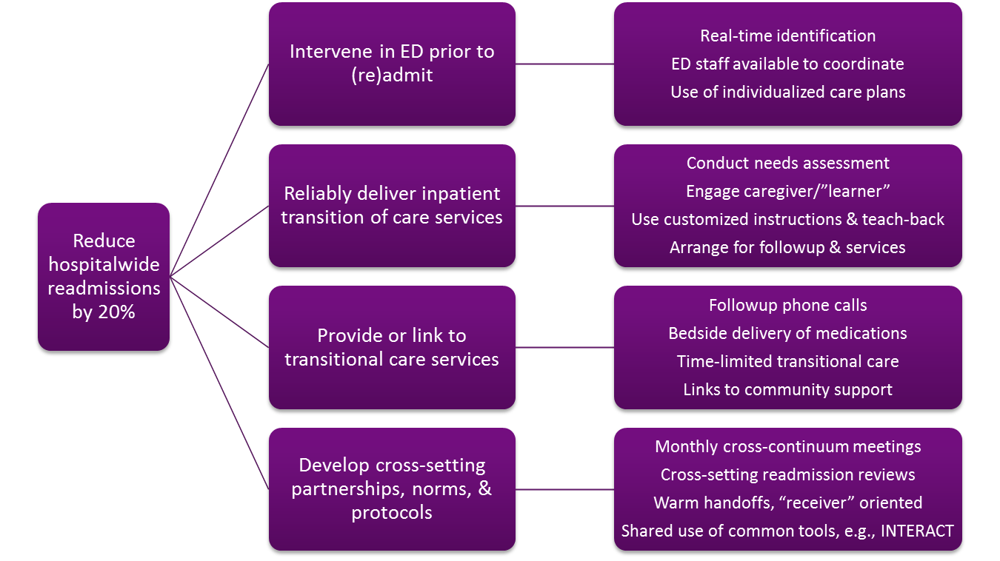 Reduce
hospitalwide
readmissions
by 20%
Intervene in ED prior to
(re)admit
Real-time identification
ED staff available to coordinate
Use of individualized care plans
Reliably deliver inpatient
transition of care services
Conduct needs assessment
Engage caregiver/”learner”
Use customized instructions & teach-back
Arrange for followup & services
Provide or link to
transitional care services
Followup phone calls
Bedside delivery of medications
Time-limited transitional care
Links to community support
Develop cross-setting
partnerships, norms, &
protocols
Monthly cross-continuum meetings
Cross-setting readmission reviews
Warm handoffs, “receiver” oriented
Shared use of common tools, e.g., INTERACT